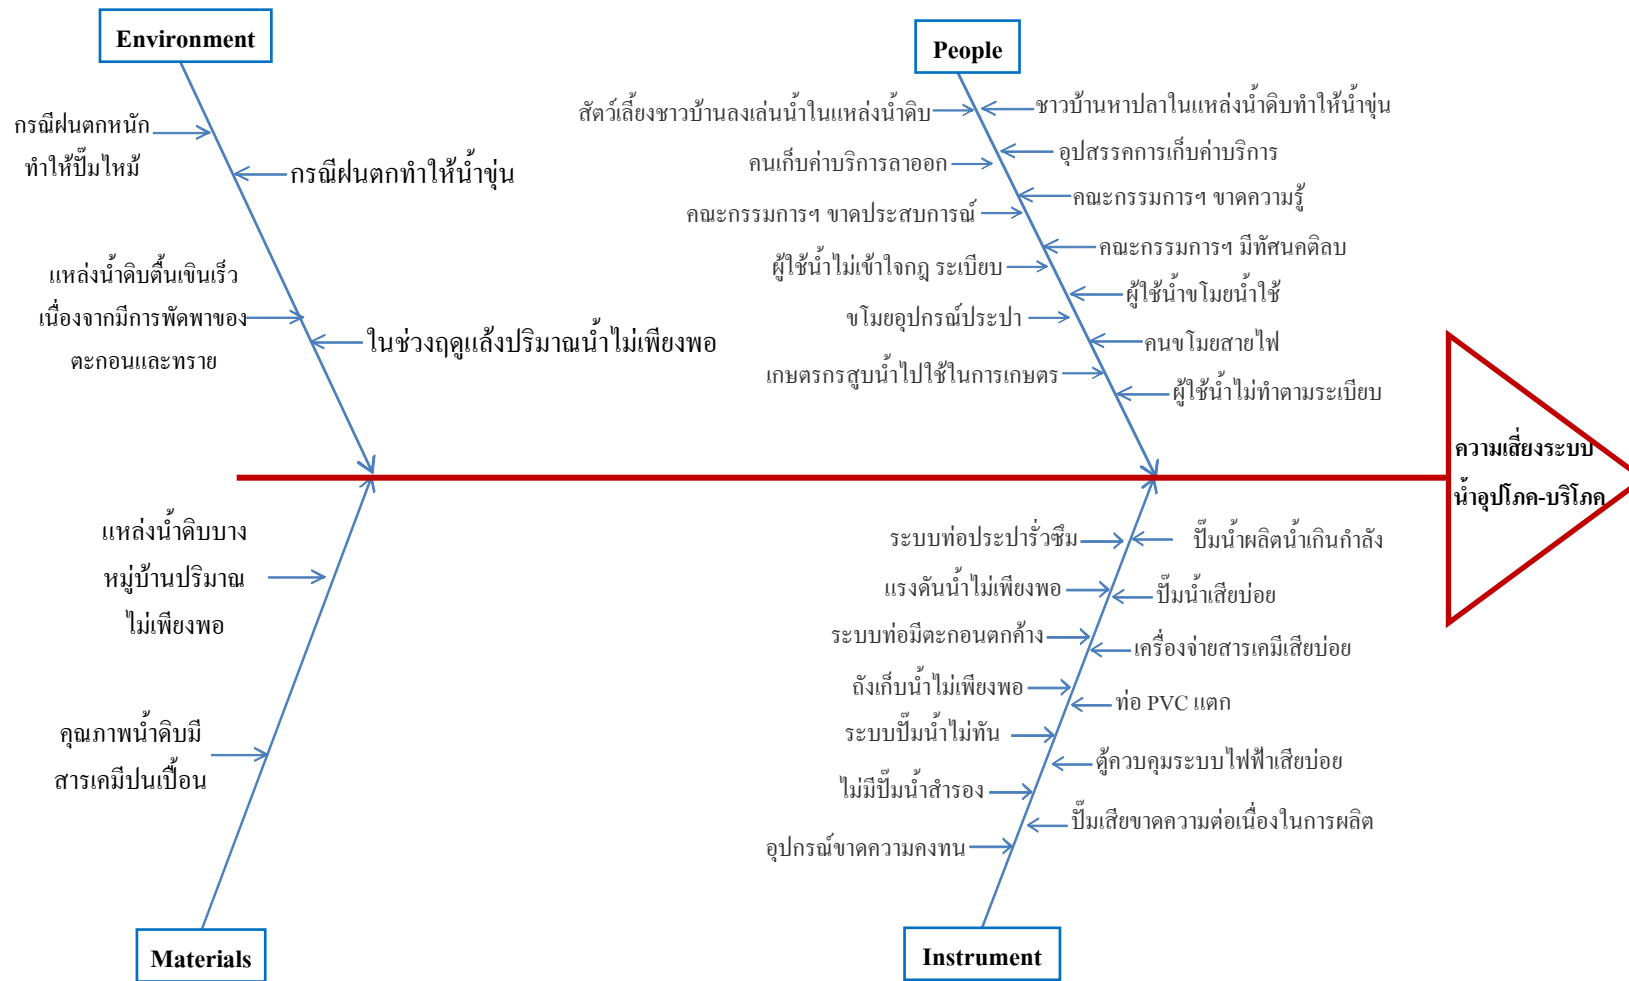 Environment
กรณีฝนตกหนัก
ทำให้ปั๊มไหม้
กรณีฝนตกทำให้น้ำขุ่น
แหล่งน้ำดิบตื้นเขินเร็ว
เนื่องจากมีการพัดพาของ
ตะกอนและทราย
ในช่วงฤดูแล้งปริมาณน้ำไม่เพียงพอ
People
สัตว์เลี้ยงชาวบ้านลงเล่นน้ำในแหล่งน้ำดิบ
ชาวบ้านหาปลาในแหล่งน้ำดิบทำให้น้ำขุ่น
คนเก็บค่าบริการลาออก
อุปสรรคการเก็บค่าบริการ
คณะกรรมการฯ ขาดประสบการณ์
คณะกรรมการฯ ขาดความรู้
ผู้ใช้น้ำไม่เข้าใจกฎ ระเบียบ
คณะกรรมการฯ มีทัศนคติลบ
ขโมยอุปกรณ์ประปา
ผู้ใช้น้ำขโมยน้ำใช้
เกษตรกรสูบน้ำไปใช้ในการเกษตร
คนขโมยสายไฟ
ผู้ใช้น้ำไม่ทำตามระเบียบ
ความเสี่ยงระบบ
น้ำอุปโภค-บริโภค
แหล่งน้ำดิบบาง
หมู่บ้านปริมาณ
ไม่เพียงพอ
คุณภาพน้ำดิบมี
สารเคมีปนเปื้อน
Materials
ระบบท่อประปารั่วซึม
ปั๊มน้ำผลิตน้ำเกินกำลัง
แรงดันน้ำไม่เพียงพอ
ปั๊มน้ำเสียบ่อย
ระบบท่อมีตะกอนตกค้าง
เครื่องจ่ายสารเคมีเสียบ่อย
ถังเก็บน้ำไม่เพียงพอ
ท่อ PVC แตก
ระบบปั๊มน้ำไม่ทัน
ตู้ควบคุมระบบไฟฟ้าเสียบ่อย
ไม่มีปั๊มน้ำสำรอง
ปั๊มเสียขาดความต่อเนื่องในการผลิต
อุปกรณ์ขาดความคงทน
Instrument